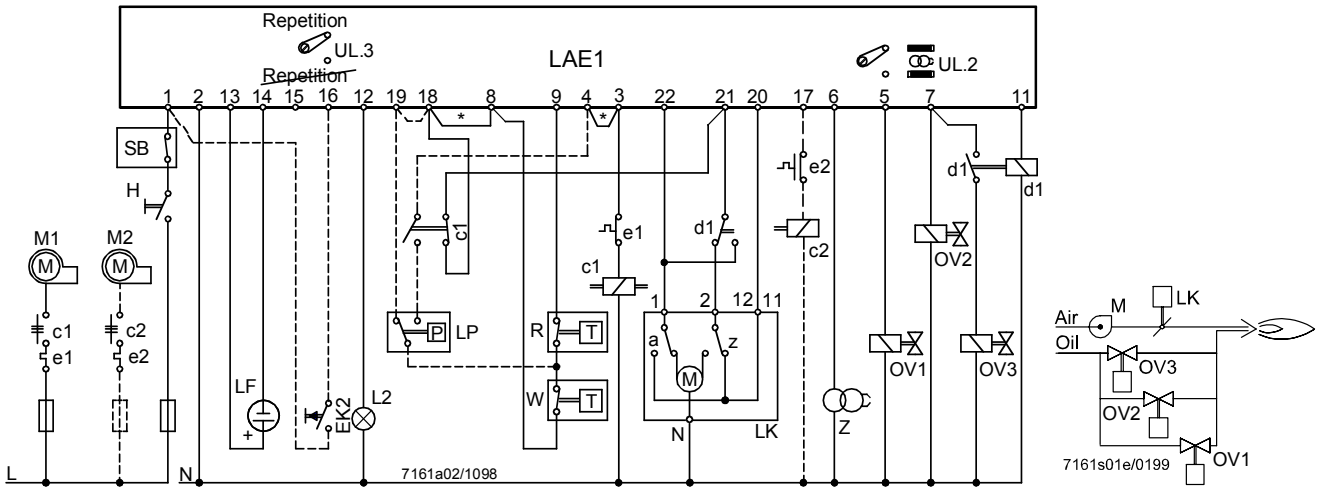 Repetition
UL.3
Repetition
LAE1
UL.2
1 2 13 14 15 16 12 19 18 8 9 4 3 22 21 20 17 6 5 7 11
* *
SB
H
M1 M2
M M
c1 c2
e1 e2
LF
+
EK2
L2
c1
LP
P
R T
W T
e1
c1
d1
1 2 12 11
a z
M
N LK
e2
c2
Z
OV1
OV2
d1 d1
OV3
L N
7161a02/1098
Air M LK
Oil
OV3
OV2
OV1
7161s01e/0199